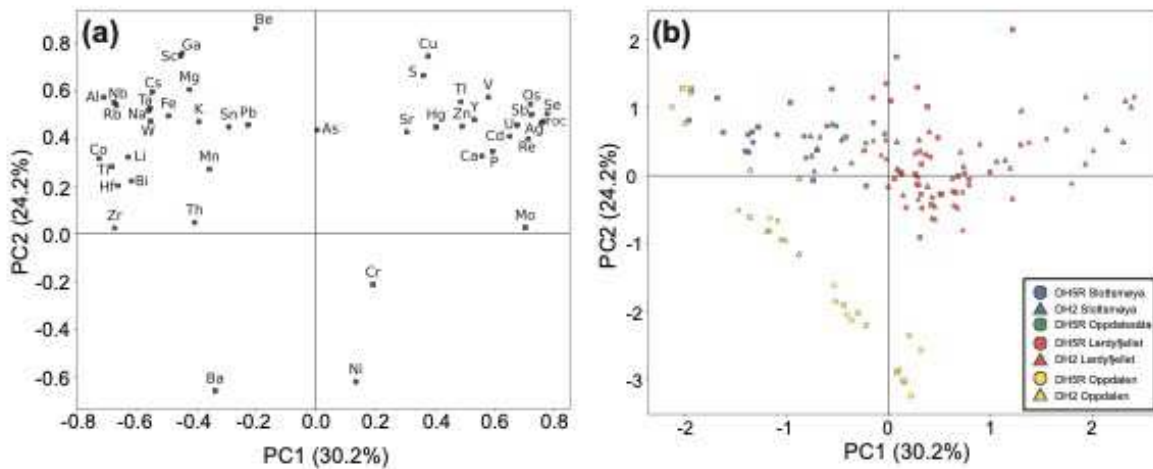 (a)
Be
0.8
Ga
Sc
Cu
S
Mg
Cs
Al
Nb
Rb
Ta
Na
W
Fe
K
Sn
Pb
As
Tl
V
Y
Zn
Hg
Sr
Os
Se
Sb
Toc
U
Cd
Ag
Re
Ca
P
Co
Li
Ti
Hf
Bi
Mn
Zr
Th
Mo
Cr
Ni
Ba
0.6
0.4
0.2
0.0
-0.2
-0.4
-0.6
PC2 (24.2%)
-0.8 -0.6 -0.4 -0.2 0.0 0.2 0.4 0.6 0.8
PC1 (30.2%)
(b)
2
1
0
-1
-2
-3
PC2 (24.2%)
DH5R Slottsmøya
DH2 Slottsmøya
DH5R Oppdalssåta
DH5R Lardyfjellet
DH2 Lardyfjellet
DH5R Oppdalen
DH2 Oppdalen
-2 -1 0 1 2
PC1 (30.2%)